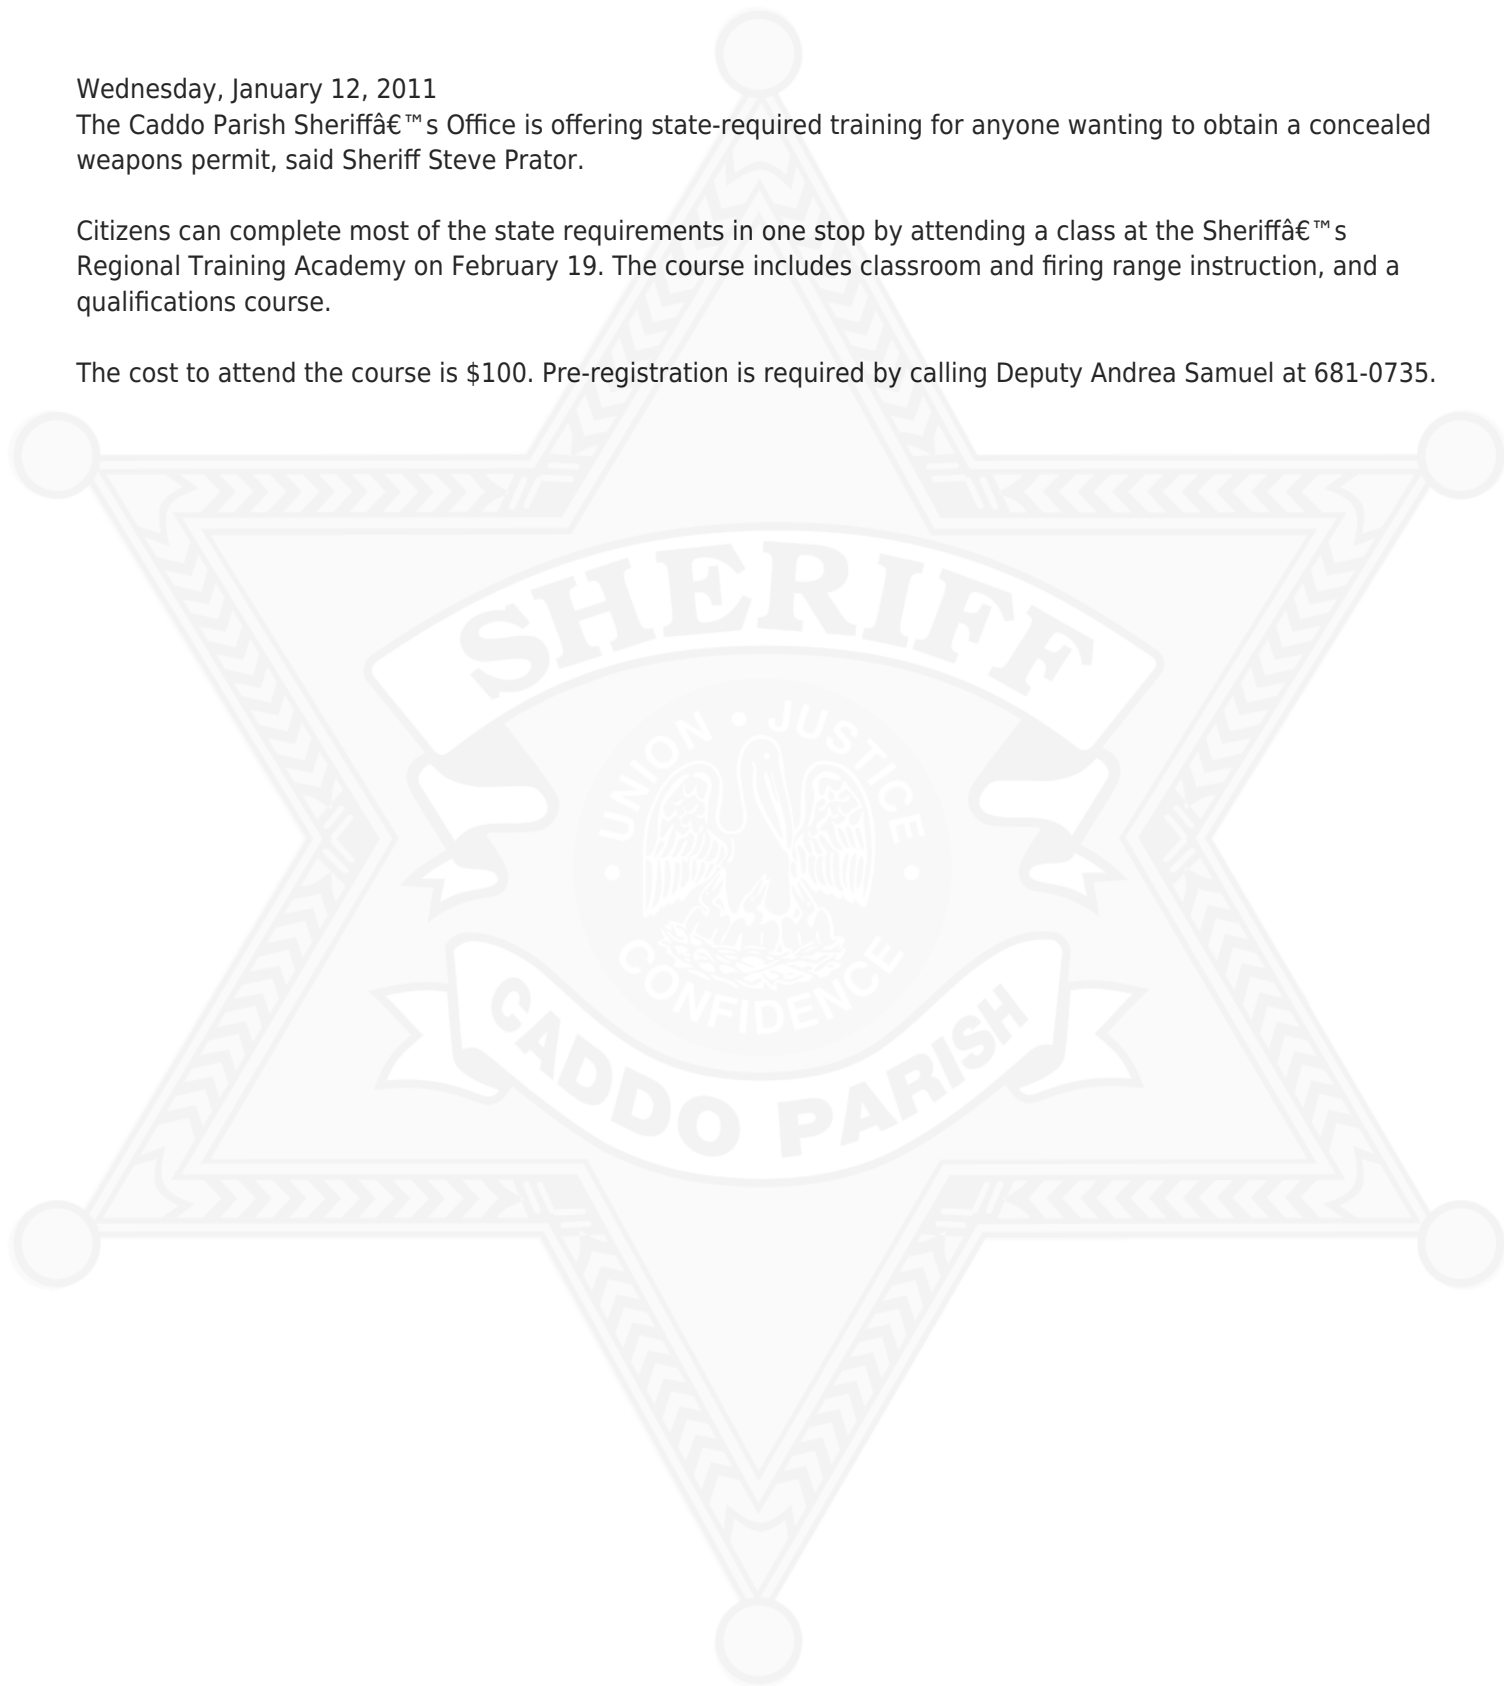 Wednesday, January 12, 2011
The Caddo Parish Sheriffâ€™s Office is offering state-required training for anyone wanting to obtain a concealed
weapons permit, said Sheriff Steve Prator.
Citizens can complete most of the state requirements in one stop by attending a class at the Sheriffâ€™s
Regional Training Academy on February 19. The course includes classroom and firing range instruction, and a
qualifications course.
The cost to attend the course is $100. Pre-registration is required by calling Deputy Andrea Samuel at 681-0735.
SHERIFF
UNION • JUSTICE
• CONFIDENCE •
CADDO PARISH